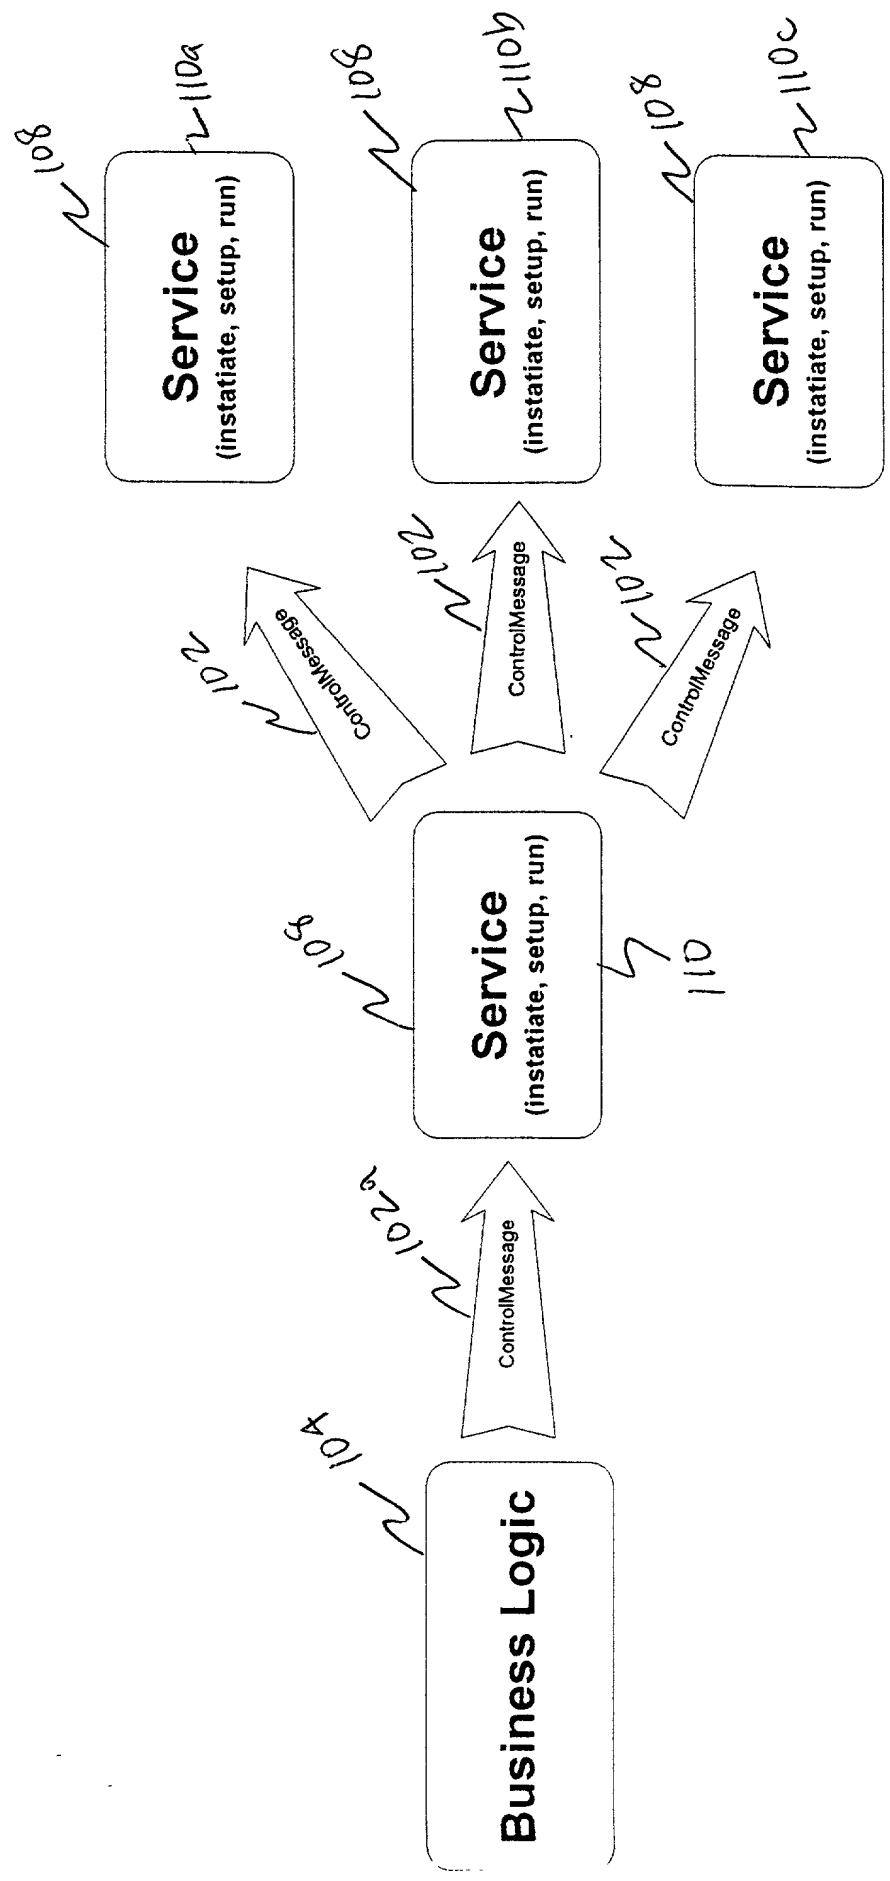 104
Business Logic
102a
ControlMessage
108
Service
(instatiate, setup, run)
110
102
ControlMessage
102
ControlMessage
102
ControlMessage
108
110a
Service
(instatiate, setup, run)
108
110b
Service
(instatiate, setup, run)
108
110c
Service
(instatiate, setup, run)